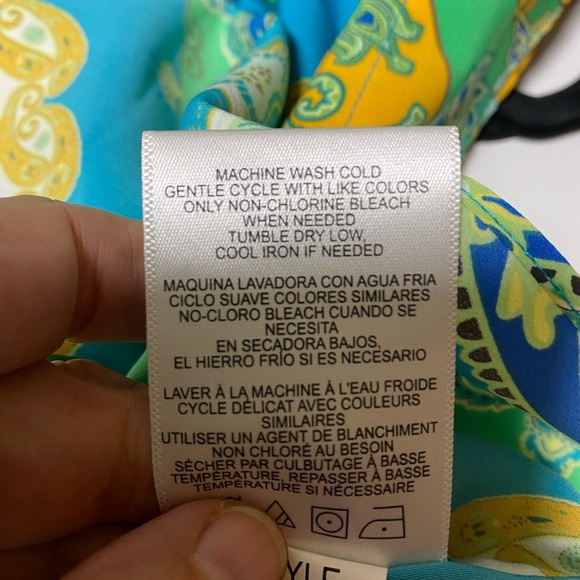 MACHINE WASH COLD
GENTLE CYCLE WITH LIKE COLORS
ONLY NON-CHLORINE BLEACH
WHEN NEEDED
TUMBLE DRY LOW,
COOL IRON IF NEEDED
MAQUINA LAVADORA CON AGUA FRIA
CICLO SUAVE COLORES SIMILARES
NO-CLORO BLEACH CUANDO SE
NECESITA
EN SECADORA BAJOS,
EL HIERRO FRÍO SI ES NECESARIO
LAVER À LA MACHINE À L'EAU FROIDE
CYCLE DÉLICAT AVEC COULEURS
SIMILAIRES
UTILISER UN AGENT DE BLANCHIMENT
NON CHLORÉ AU BESOIN
SÉCHER PAR CULBUTAGE À BASSE
TEMPÉRATURE, REPASSER À BASSE
TEMPÉRATURE SI NÉCESSAIRE